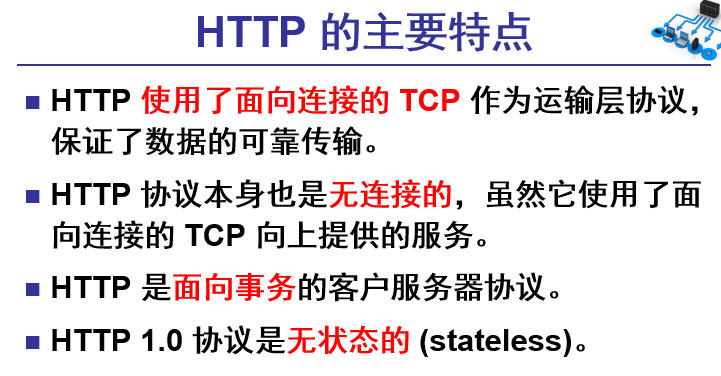 HTTP 的主要特点
HTTP 使用了面向连接的 TCP 作为运输层协议，
保证了数据的可靠传输。
HTTP 协议本身也是无连接的，虽然它使用了面
向连接的 TCP 向上提供的服务。
HTTP 是面向事务的客户服务器协议。
HTTP 1.0 协议是无状态的 (stateless)。